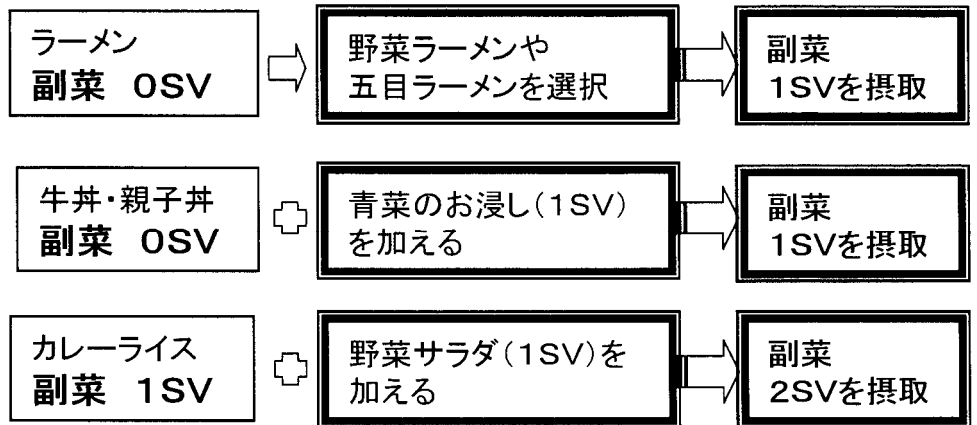 ラーメン
副菜 0SV
野菜ラーメンや
五目ラーメンを選択
副菜
1SVを摂取
牛丼・親子丼
副菜 0SV
青菜のお浸し(1SV)
を加える
副菜
1SVを摂取
カレーライス
副菜 1SV
野菜サラダ(1SV)を
加える
副菜
2SVを摂取